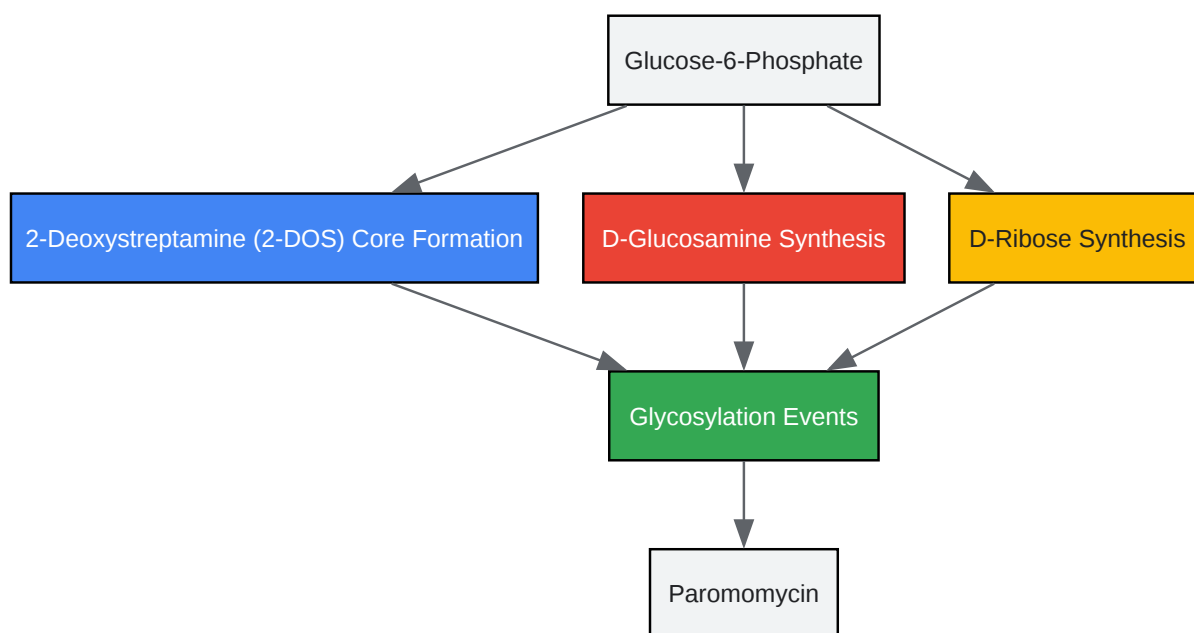 Glucose-6-Phosphate
2-Deoxystreptamine (2-DOS) Core Formation
D-Glucosamine Synthesis
D-Ribose Synthesis
Glycosylation Events
Paromomycin